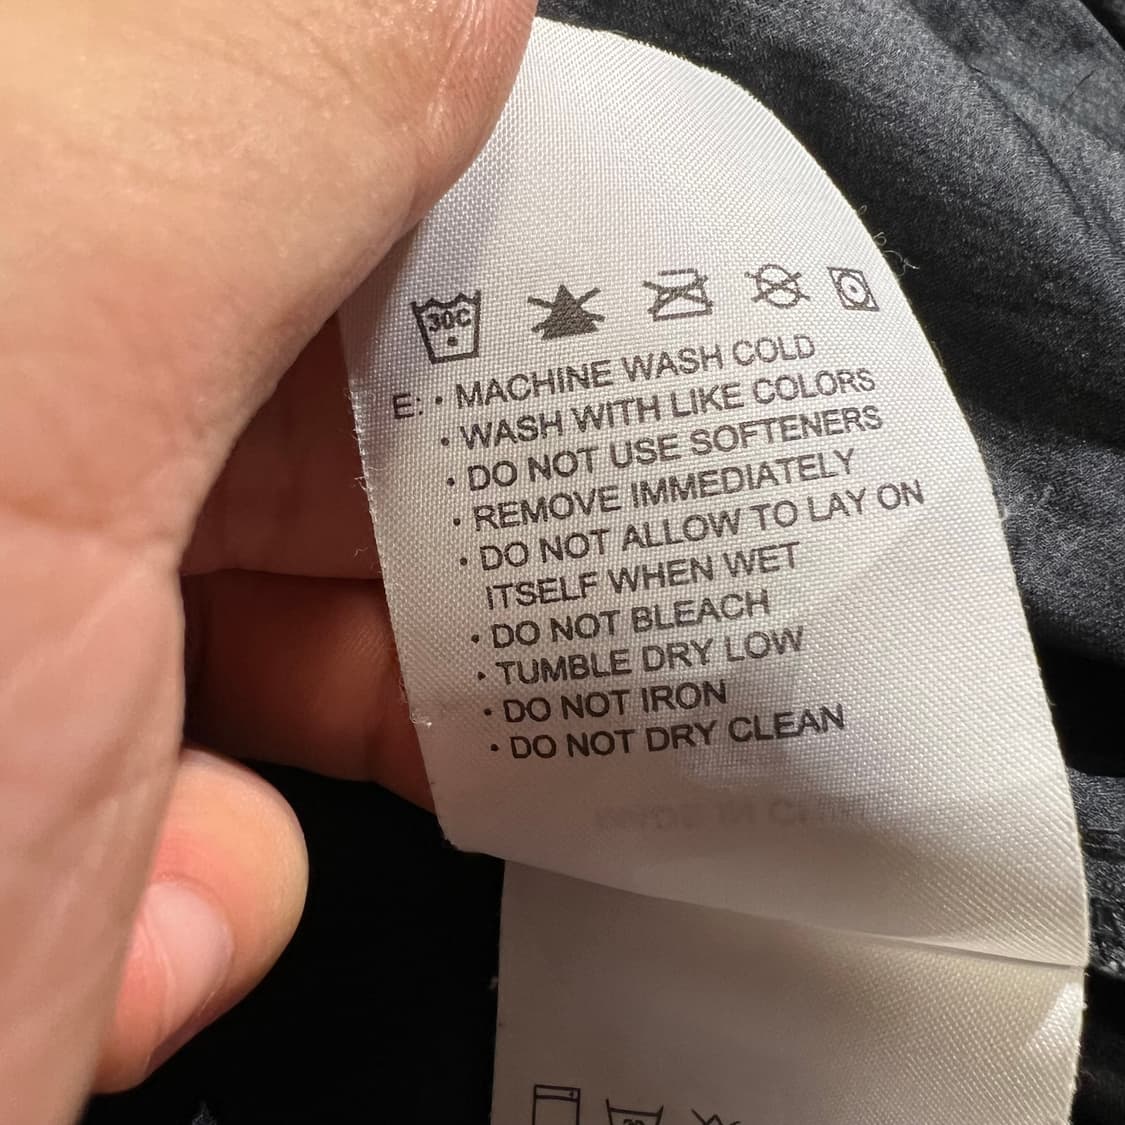 30C
E: • MACHINE WASH COLD
• WASH WITH LIKE COLORS
• DO NOT USE SOFTENERS
• REMOVE IMMEDIATELY
• DO NOT ALLOW TO LAY ON
ITSELF WHEN WET
• DO NOT BLEACH
• TUMBLE DRY LOW
• DO NOT IRON
• DO NOT DRY CLEAN